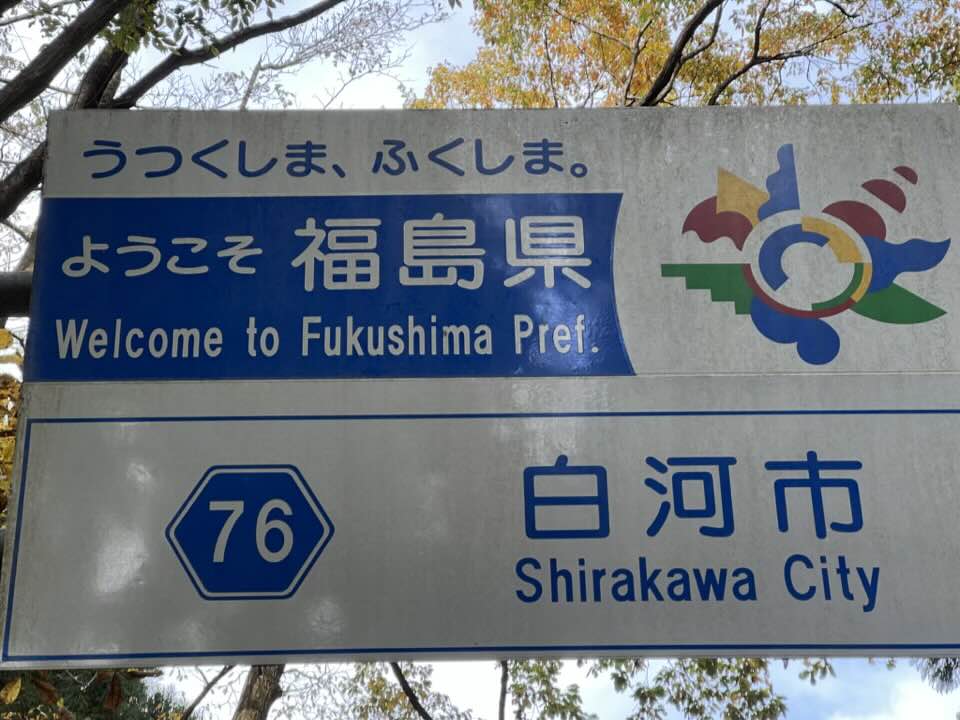 うつくしま、ふくしま。
ようこそ 福島県
Welcome to Fukushima Pref.
76
白河市
Shirakawa City